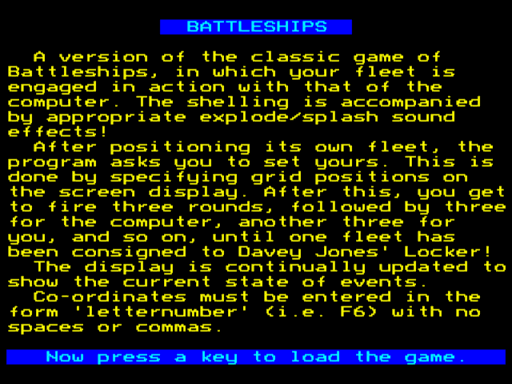 BATTLESHIPS
A version of the classic game of
Battleships, in which your fleet is
engaged in action with that of the
computer. The shelling is accompanied
by appropriate explode/splash sound
effects!
After positioning its own fleet, the
program asks you to set yours. This is
done by specifying grid positions on
the screen display. After this, you get
to fire three rounds, followed by three
for the computer, another three for
you, and so on, until one fleet has
been consigned to Davey Jones' Locker!
The display is continually updated to
show the current state of events.
Co-ordinates must be entered in the
form 'letternumber' (i.e. F6) with no
spaces or commas.
Now press a key to load the game.